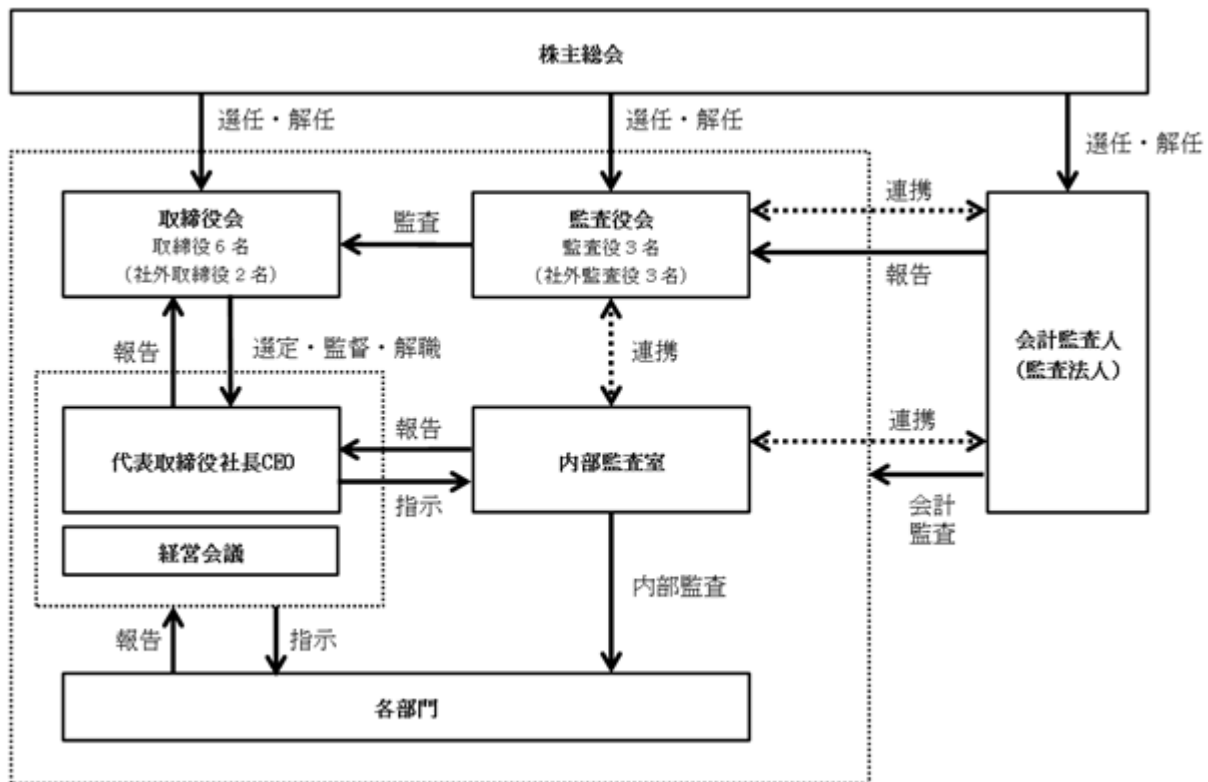 株主総会
選任・解任
選任・解任
選任・解任
取締役会
取締役6名
(社外取締役2名)
監査
監査役会
監査役3名
(社外監査役3名)
連携
報告
会計監査人
(監査法人)
報告
選定・監督・解職
連携
代表取締役社長CEO
報告
指示
内部監査室
連携
会計
監査
経営会議
内部監査
報告
指示
各部門